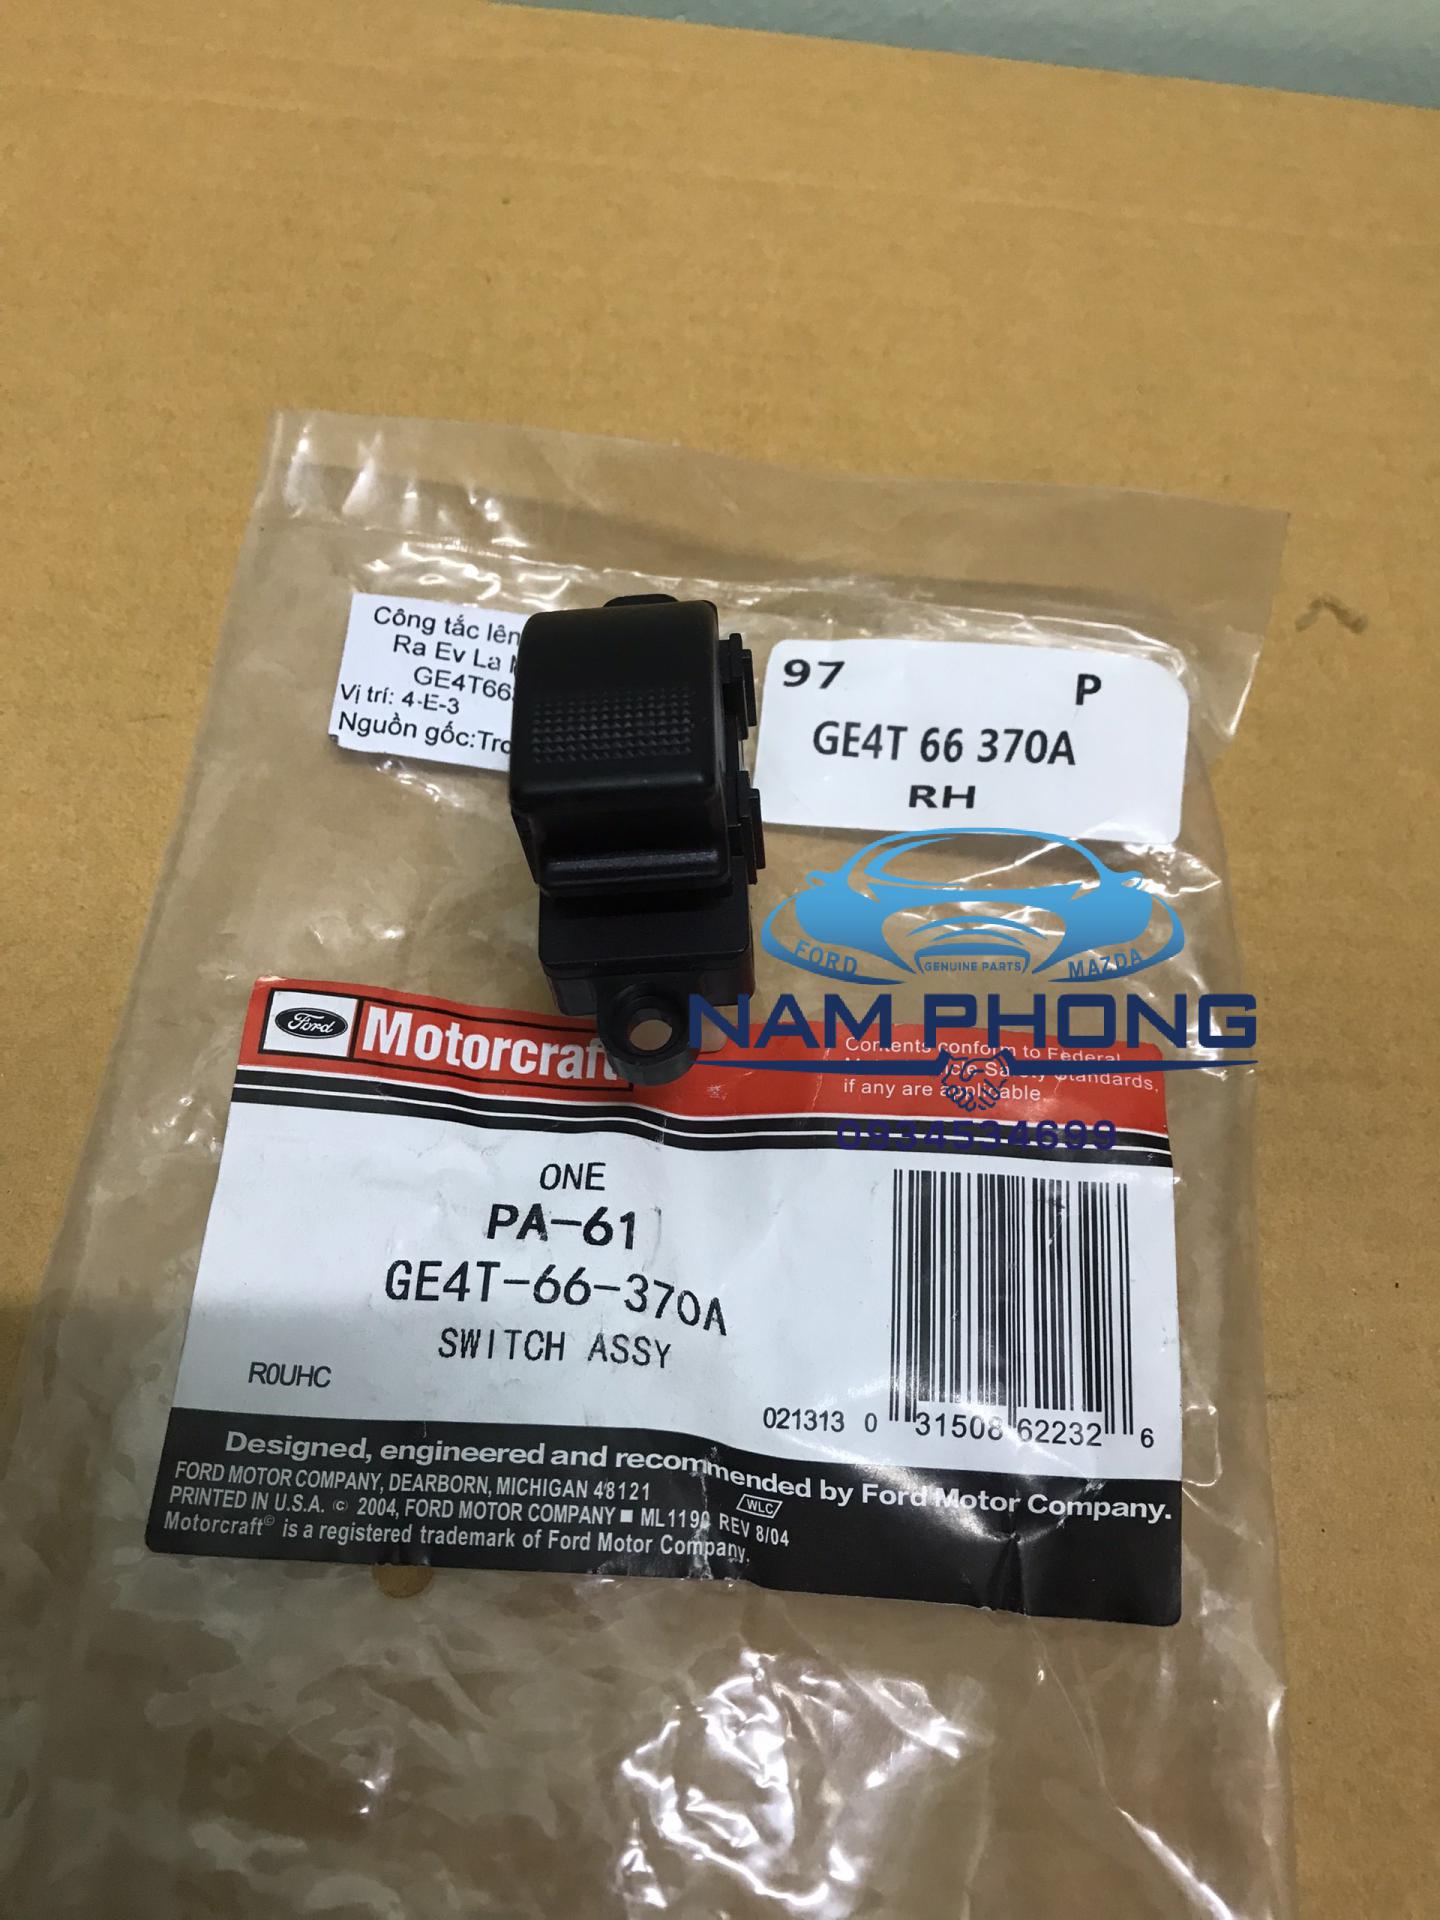 Công tắc lên
Ra Ev La
GE4T66
Vị trí: 4-E-3
Nguồn gốc:Tro
97 P
GE4T 66 370A
RH
FORD GENUINE PARTS MAZDA
NAM PHONG
0934534699
Ford Motorcraft
Contents conform to Federal
Safety Standards,
if any are applicable.
ONE
PA-61
GE4T-66-370A
SWITCH ASSY
R0UHC
021313 0 31508 62232 6
Designed, engineered and recommended by Ford Motor Company.
FORD MOTOR COMPANY, DEARBORN, MICHIGAN 48121
PRINTED IN U.S.A. © 2004, FORD MOTOR COMPANY ■ ML1190 REV 8/04
WLC
Motorcraft© is a registered trademark of Ford Motor Company.